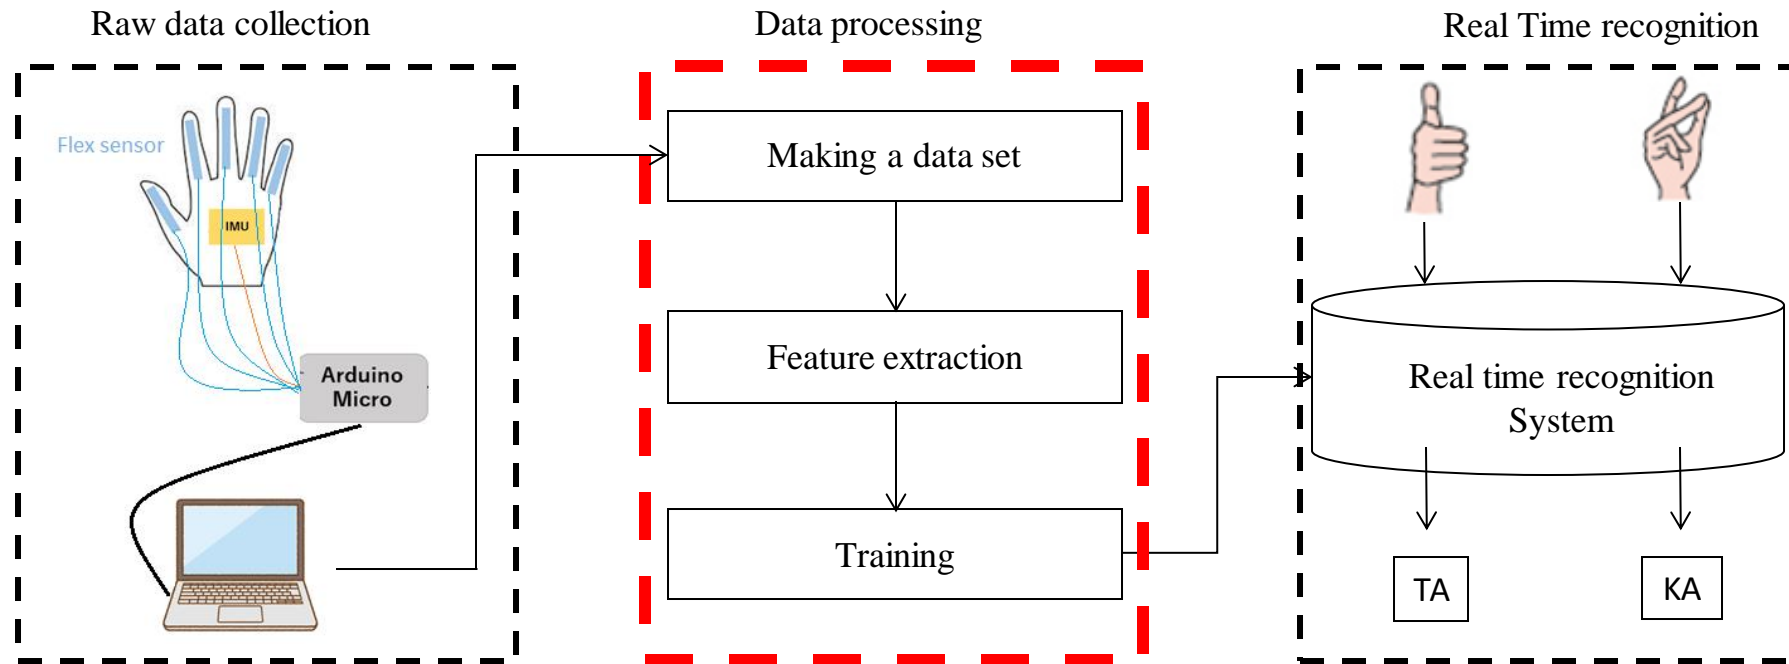 Raw data collection
Data processing
Real Time recognition
Flex sensor
IMU
Arduino
Micro
Making a data set
Feature extraction
Training
Real time recognition
System
TA
KA